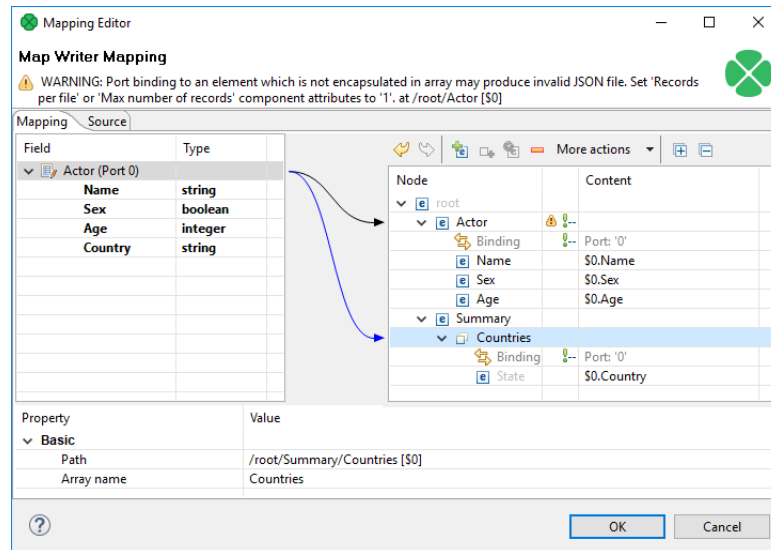 Mapping Editor
Map Writer Mapping
WARNING: Port binding to an element which is not encapsulated in array may produce invalid JSON file. Set 'Records
per file' or 'Max number of records' component attributes to '1'. at /root/Actor [$0]
Mapping Source
Field Type
Actor (Port 0)
Name string
Sex boolean
Age integer
Country string
More actions
Node Content
e root
e Actor
Binding Port: '0'
e Name $0.Name
e Sex $0.Sex
e Age $0.Age
e Summary
Countries
Binding Port: '0'
e State $0.Country
Property Value
Basic
Path /root/Summary/Countries [$0]
Array name Countries
?
OK Cancel